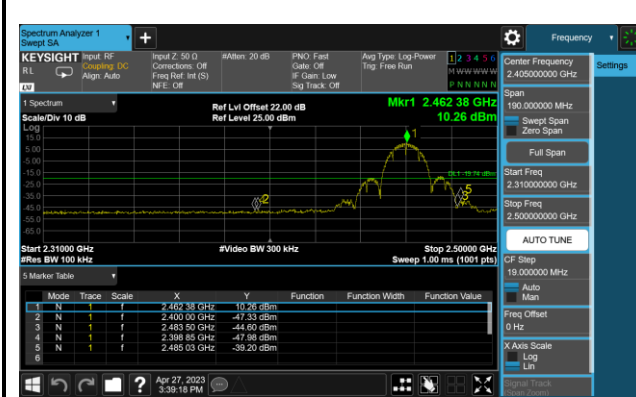 Spectrum Analyzer 1
Swept SA
Frequency
KEYSIGHT Input: RF Input Z: 50 Ω #Atten: 20 dB PNO: Fast Avg Type: Log-Power 1 2 3 4 5 6
RL Coupling: DC Corrections: Off Gate: Off Trig: Free Run M W W W W W
Align: Auto Freq Ref: Int (S) IF Gain: Low P N N N N N
NFE: Off Sig Track: Off
1 Spectrum
Ref Lvl Offset 22.00 dB
Mkr1 2.462 38 GHz
Scale/Div 10 dB
Ref Level 25.00 dBm
10.26 dBm
Log
15.0
5.00
-5.00
-15.0
-25.0
-35.0
-45.0
-55.0
-65.0
1
2
5
Start 2.31000 GHz #Video BW 300 kHz Stop 2.50000 GHz
#Res BW 100 kHz Sweep 1.00 ms (1001 pts)
5 Marker Table
Mode Trace Scale X Y Function Function Width Function Value
1 N 1 f 2.462 38 GHz 10.26 dBm
2 N 1 f 2.400 00 GHz -47.33 dBm
3 N 1 f 2.483 50 GHz -44.60 dBm
4 N 1 f 2.398 85 GHz -47.98 dBm
5 N 1 f 2.485 03 GHz -39.20 dBm
6
Apr 27, 2023
3:39:18 PM
Center Frequency
2.405000000 GHz
Settings
Span
190.000000 MHz
Swept Span
Zero Span
Full Span
Start Freq
2.310000000 GHz
Stop Freq
2.500000000 GHz
AUTO TUNE
CF Step
19.000000 MHz
Auto
Man
Freq Offset
0 Hz
X Axis Scale
Log
Lin
Signal Track
(Span Zoom)